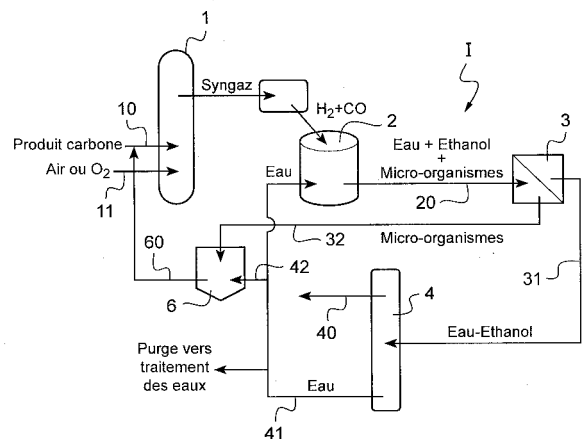 1
I
Syngaz
H₂+CO
10
2
3
Produit carbone
Eau + Ethanol
+
Micro-organismes
Air ou O₂
Eau
11
20
32
Micro-organismes
60
42
31
6
4
40
Eau-Ethanol
Purge vers
traitement
des eaux
Eau
41